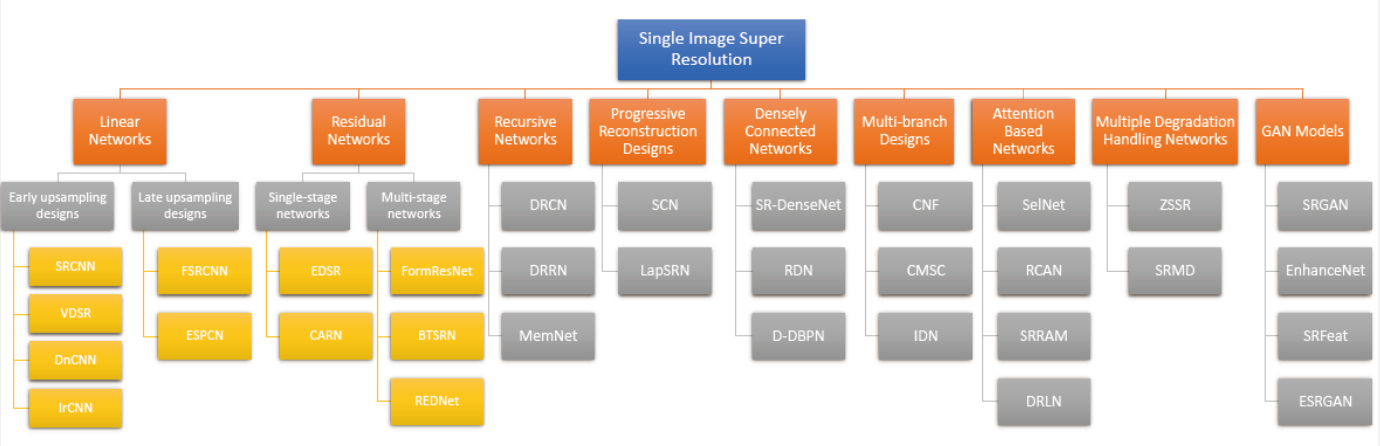 Single Image Super
Resolution
Linear
Networks
Residual
Networks
Recursive
Networks
Progressive
Reconstruction
Designs
Densely
Connected
Networks
Multi-branch
Designs
Attention
Based
Networks
Multiple Degradation
Handling Networks
GAN Models
Early upsampling
designs
Late upsampling
designs
Single-stage
networks
Multi-stage
networks
SRCNN
VDSR
DnCNN
IrCNN
FSRCNN
ESPCN
EDSR
CARN
FormResNet
BTSRN
REDNet
DRCN
DRRN
MemNet
SCN
LapSRN
SR-DenseNet
RDN
D-DBPN
CNF
CMSC
IDN
SelNet
RCAN
SRRAM
DRLN
ZSSR
SRMD
SRGAN
EnhanceNet
SRFeat
ESRGAN